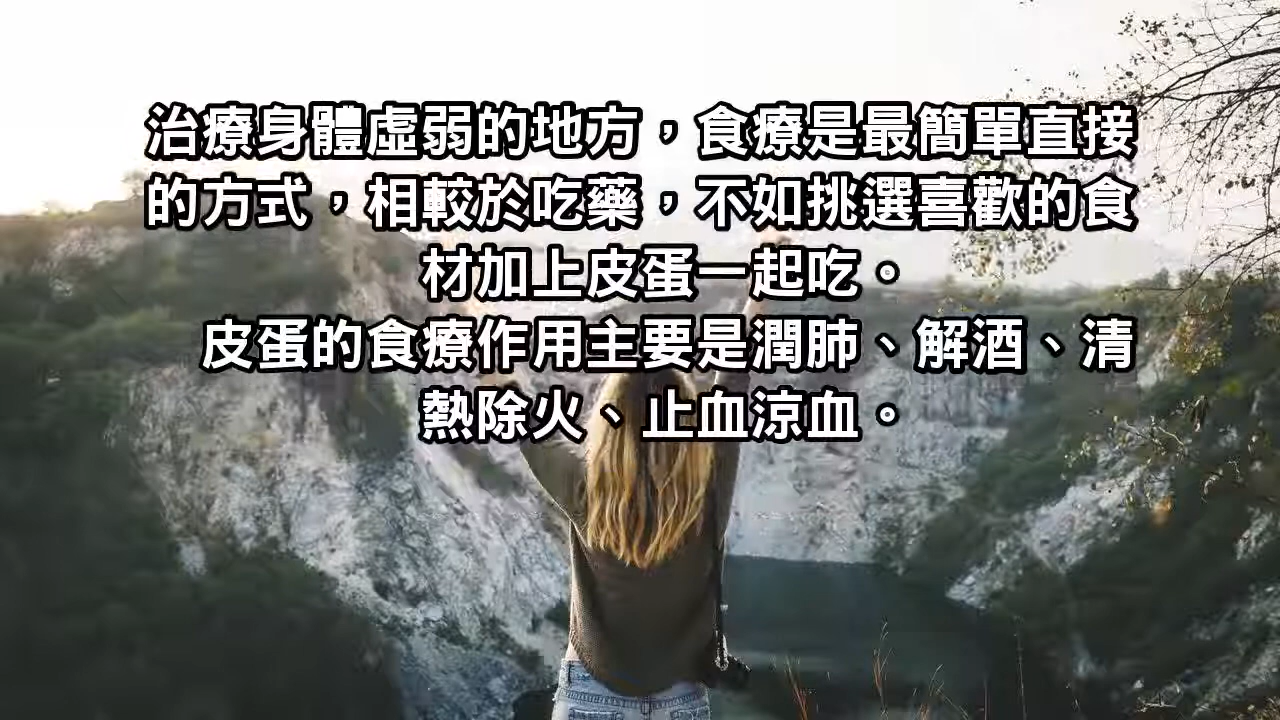 治療身體虛弱的地方，食療是最簡單直接
的方式，相較於吃藥，不如挑選喜歡的食
材加上皮蛋一起吃。
皮蛋的食療作用主要是潤肺、解酒、清
熱除火、止血涼血。